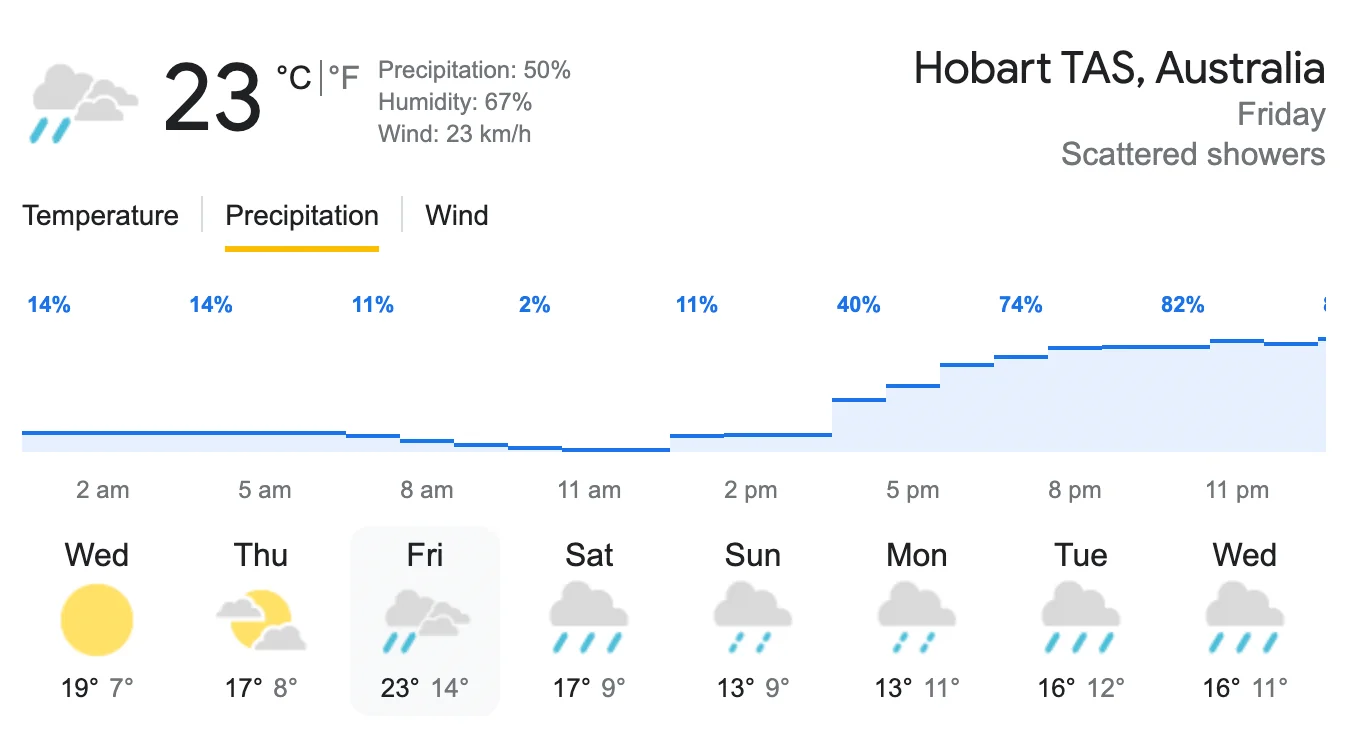 23 °C | °F
Precipitation: 50%
Humidity: 67%
Wind: 23 km/h
Hobart TAS, Australia
Friday
Scattered showers
Temperature | Precipitation | Wind
14% 14% 11% 2% 11% 40% 74% 82%
2 am 5 am 8 am 11 am 2 pm 5 pm 8 pm 11 pm
Wed Thu Fri Sat Sun Mon Tue Wed
19° 7° 17° 8° 23° 14° 17° 9° 13° 9° 13° 11° 16° 12° 16° 11°